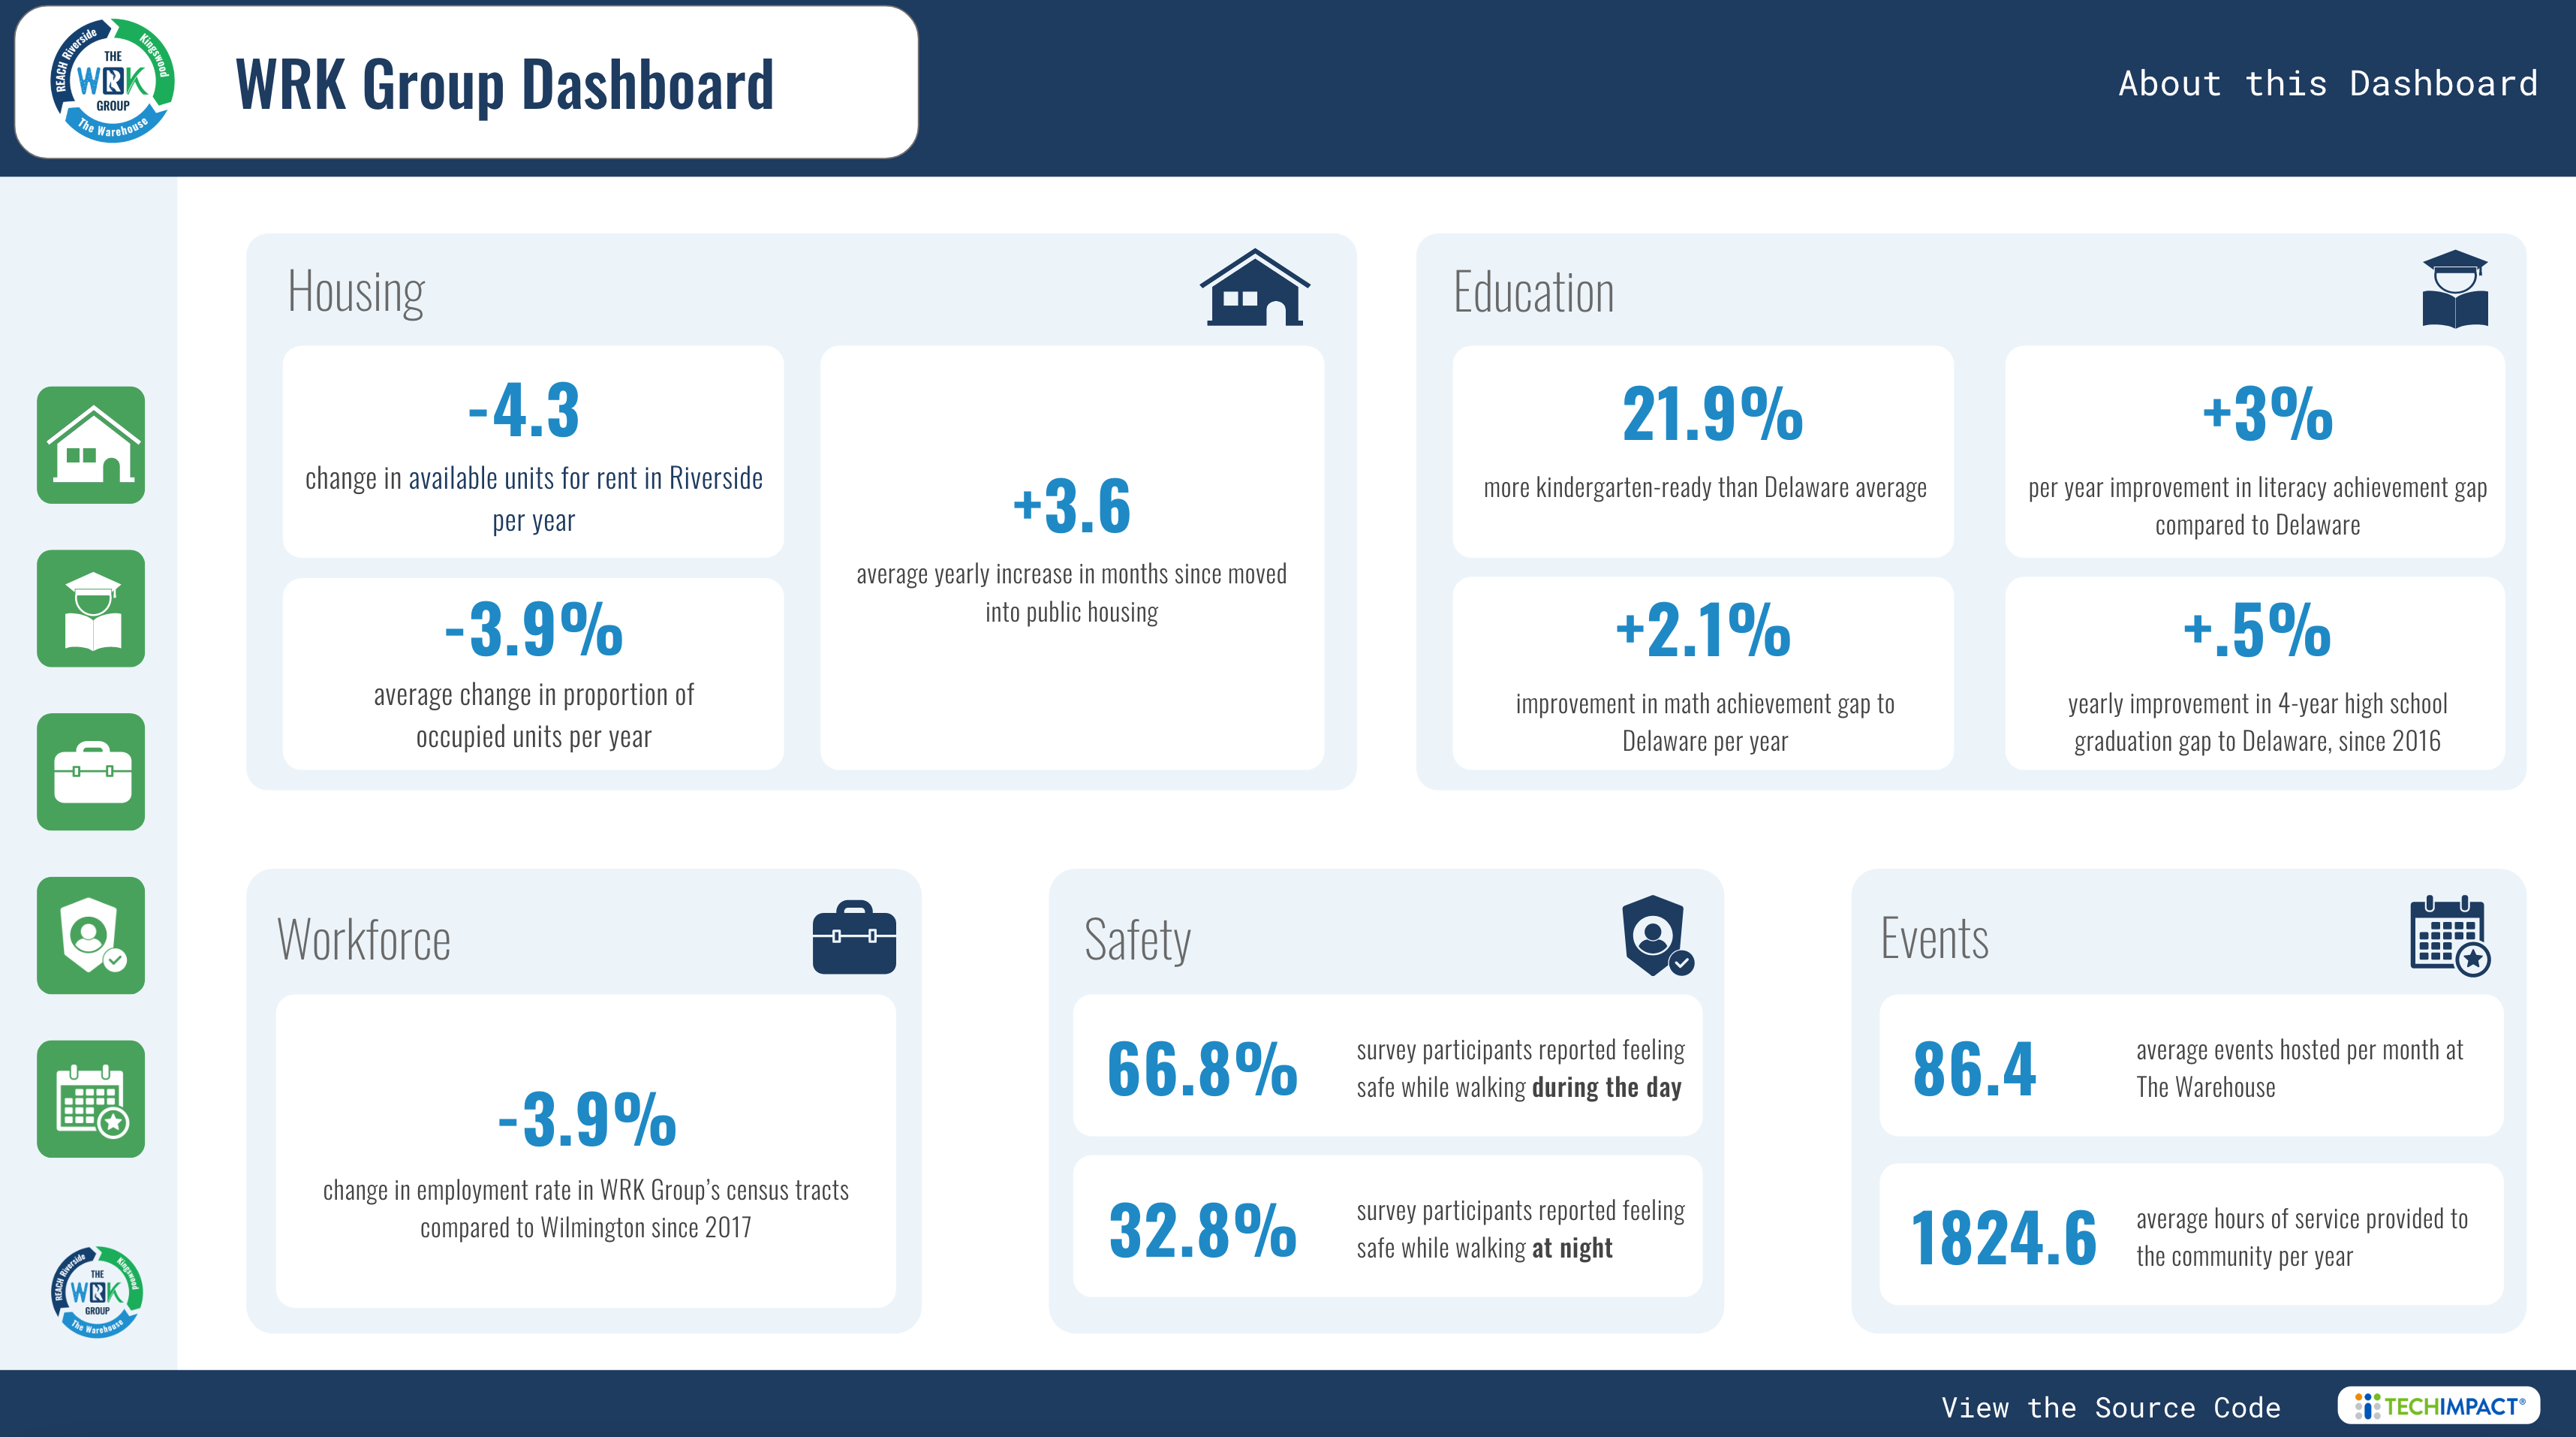 REACH Riverside
Kingswood
THE
WRK
GROUP
The Warehouse
WRK Group Dashboard
About this Dashboard
Housing
-4.3
change in available units for rent in Riverside
per year
-3.9%
average change in proportion of
occupied units per year
+3.6
average yearly increase in months since moved
into public housing
Education
21.9%
more kindergarten-ready than Delaware average
+3%
per year improvement in literacy achievement gap
compared to Delaware
+2.1%
improvement in math achievement gap to
Delaware per year
+.5%
yearly improvement in 4-year high school
graduation gap to Delaware, since 2016
Workforce
-3.9%
change in employment rate in WRK Group’s census tracts
compared to Wilmington since 2017
Safety
66.8%
survey participants reported feeling
safe while walking during the day
32.8%
survey participants reported feeling
safe while walking at night
Events
86.4
average events hosted per month at
The Warehouse
1824.6
average hours of service provided to
the community per year
REACH Riverside
Kingswood
THE
WRK
GROUP
The Warehouse
View the Source Code
TECHIMPACT®